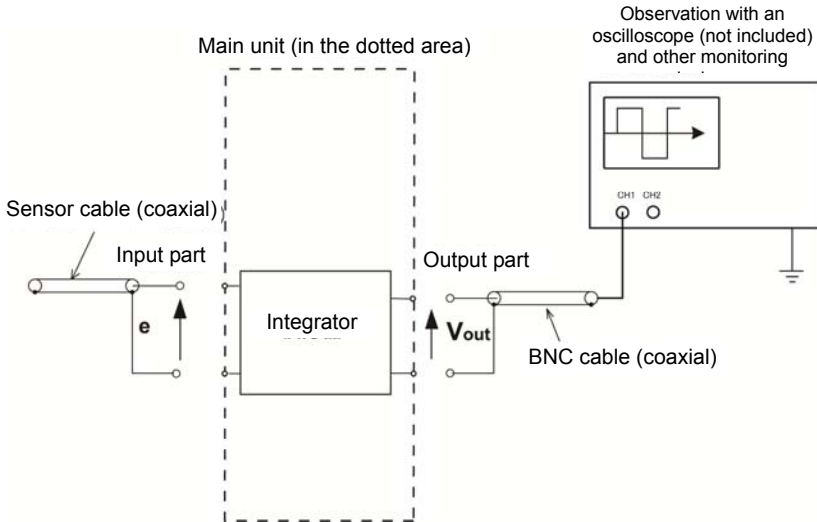 Observation with an
oscilloscope (not included)
and other monitoring
Main unit (in the dotted area)
CH1 CH2
Sensor cable (coaxial)
Input part
Output part
Integrator
e
Vout
BNC cable (coaxial)